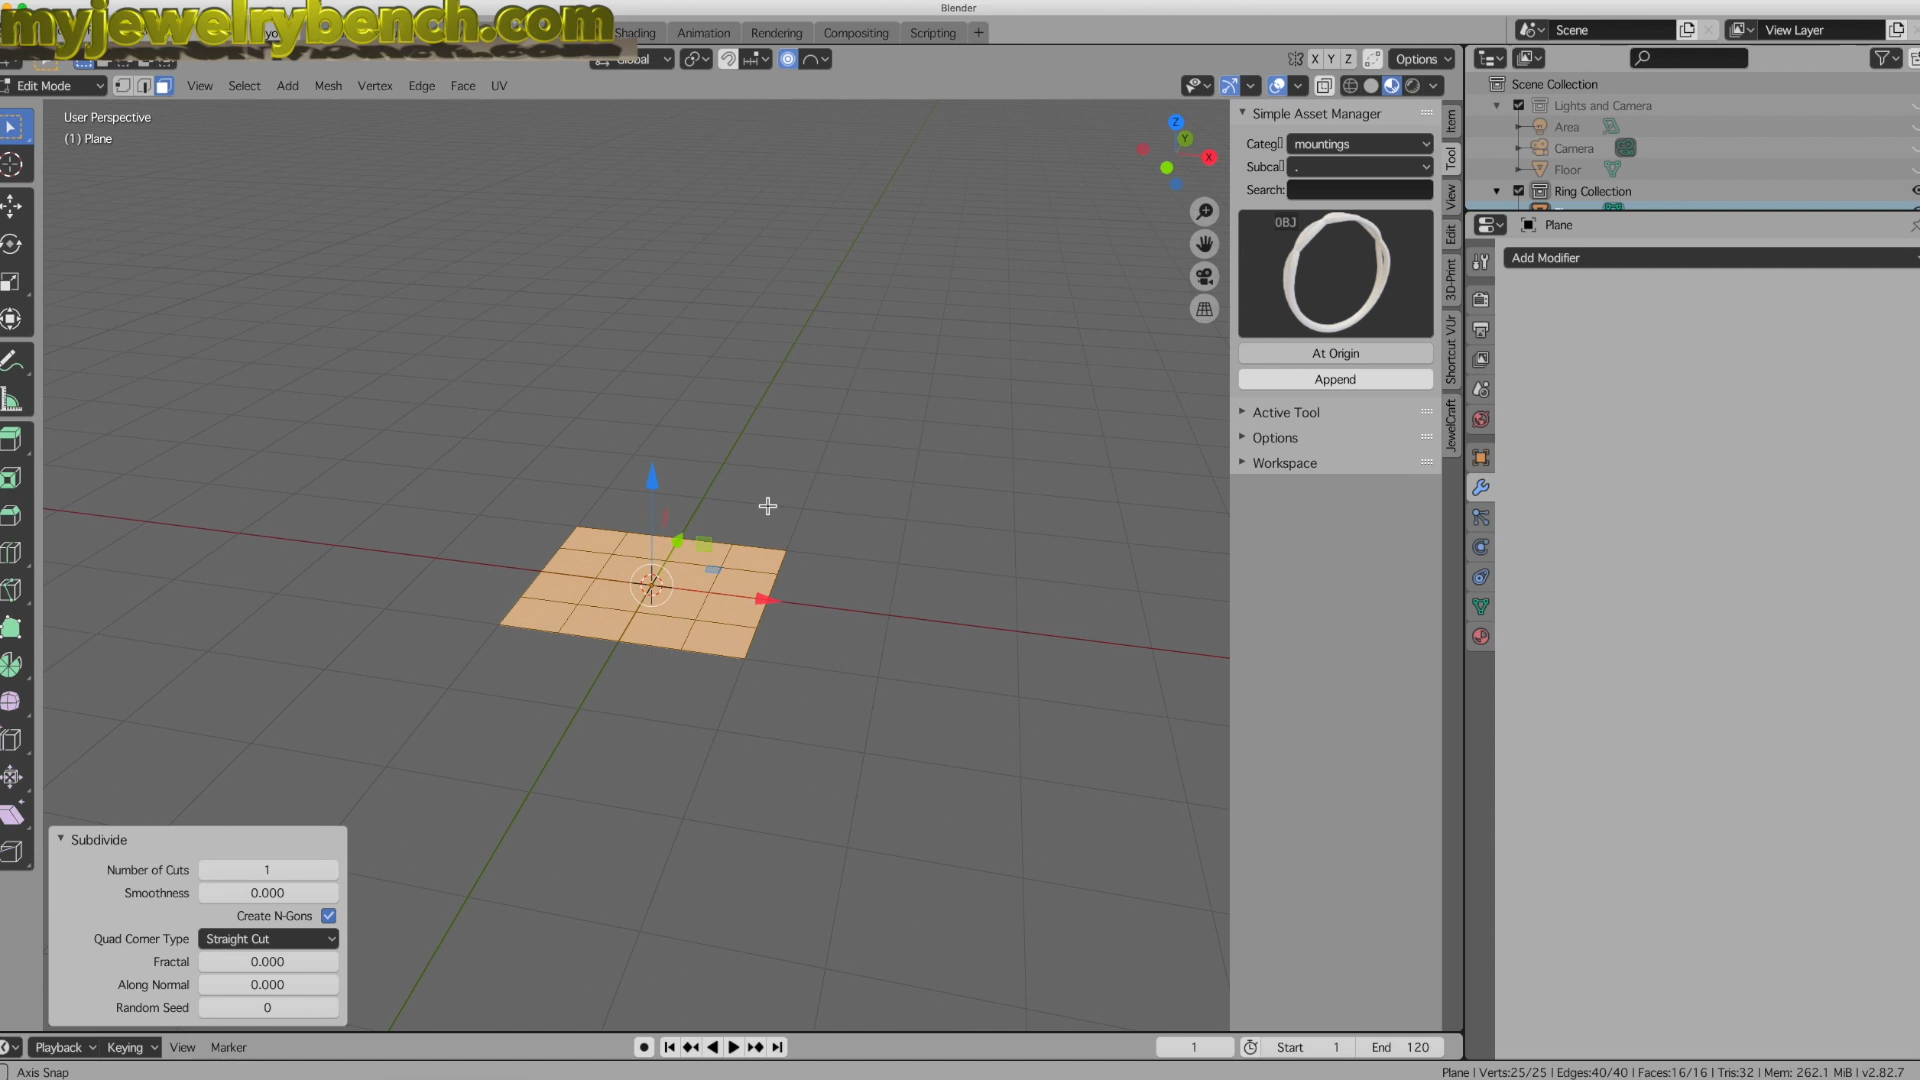 Blender
myjewelrybench.com
Shading Animation Rendering Compositing Scripting +
Scene View Layer
Global X Y Z Options
Edit Mode View Select Add Mesh Vertex Edge Face UV
User Perspective
(1) Plane
Z
Y
X
Simple Asset Manager
Categ mountings
Subca .
Search:
OBJ
At Origin
Append
Active Tool
Options
Workspace
Item
Tool
View
Edit
3D-Print
Shortcut VUr
JewelCraft
Scene Collection
Lights and Camera
Area
Camera
Floor
Ring Collection
Plane
Add Modifier
Subdivide
Number of Cuts 1
Smoothness 0.000
Create N-Gons
Quad Corner Type Straight Cut
Fractal 0.000
Along Normal 0.000
Random Seed 0
Playback Keying View Marker 1 Start 1 End 120
Axis Snap
Plane | Verts:25/25 | Edges:40/40 | Faces:16/16 | Tris:32 | Mem: 262.1 MiB | v2.82.7